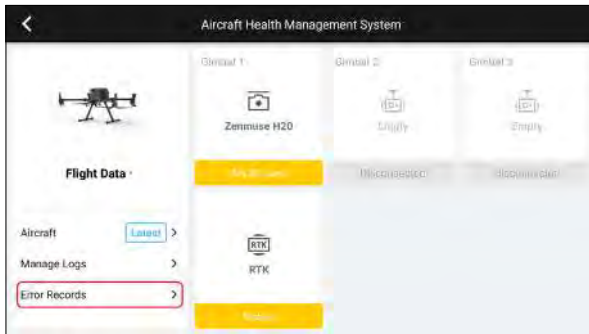 Aircraft Health Management System
Gimbal 1
Gimbal 2
Gimbal 3
Zenmuse H20
Empty
Empty
Flight Data
Disconnected
Disconnected
Aircraft
Latest
RTK
Manage Logs
RTK
Error Records